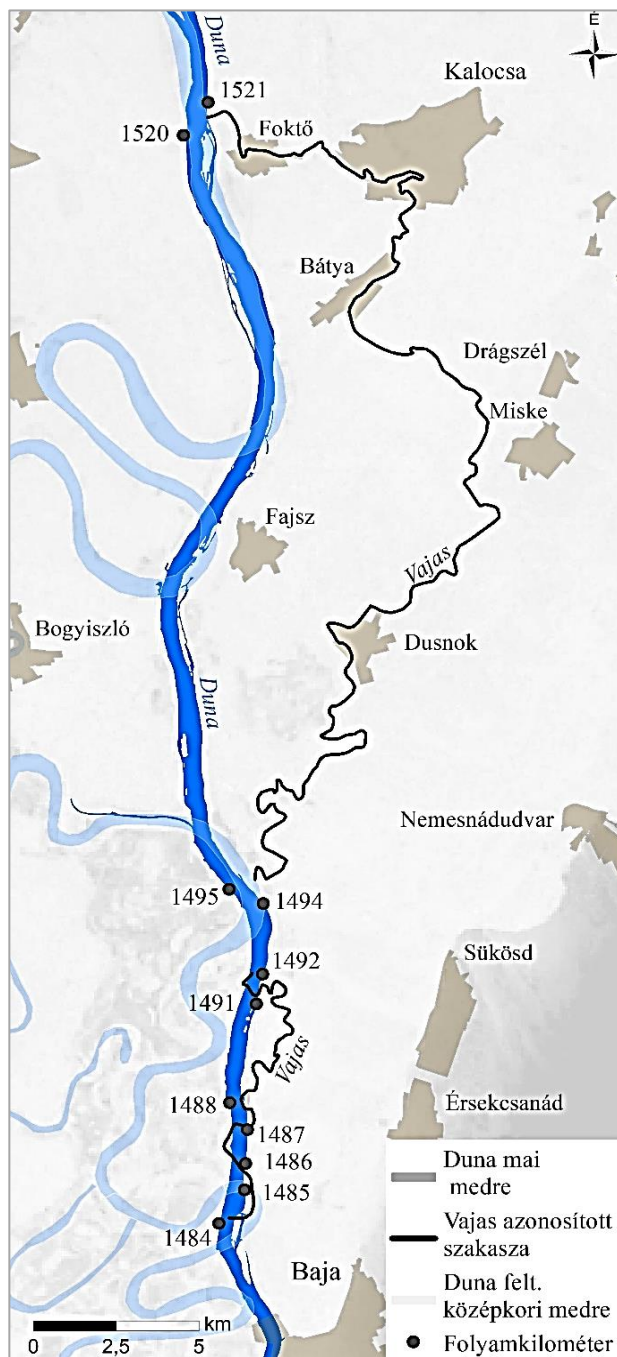 Duna
É
1521
Kalocsa
1520
Foktő
Bátya
Drágszél
Miske
Fajsz
Vajas
Bogyiszló
Dusnok
Duna
Nemesnádudvar
1495
1494
Sükösd
1492
1491
Vajas
1488
Érsekcsanád
1487
1486
1485
1484
Baja
Duna mai
medre
Vajas azonosított
szakasza
Duna felt.
középkori medre
Folyamkilométer
km
0 2,5 5